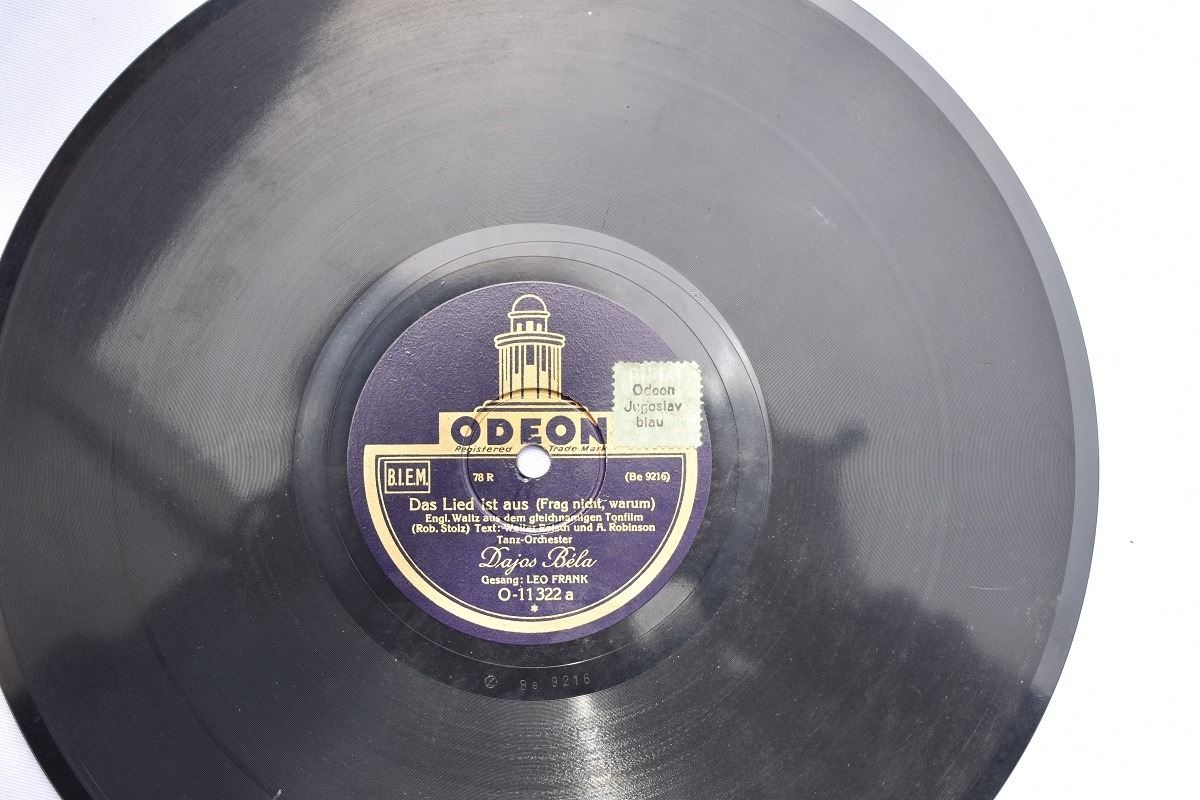 ODEON
Registered Trade Mark
Odeon
Jugoslav
blau
B.I.E.M.
78 R
(Be 9216)
Das Lied ist aus (Frag nicht, warum)
Engl. Waltz aus dem gleichnamigen Tonfilm
(Rob. Stolz) Text: Walter Reisch und A. Robinson
Tanz-Orchester
Dajos Béla
Gesang: LEO FRANK
O-11322 a
*
Be 9216